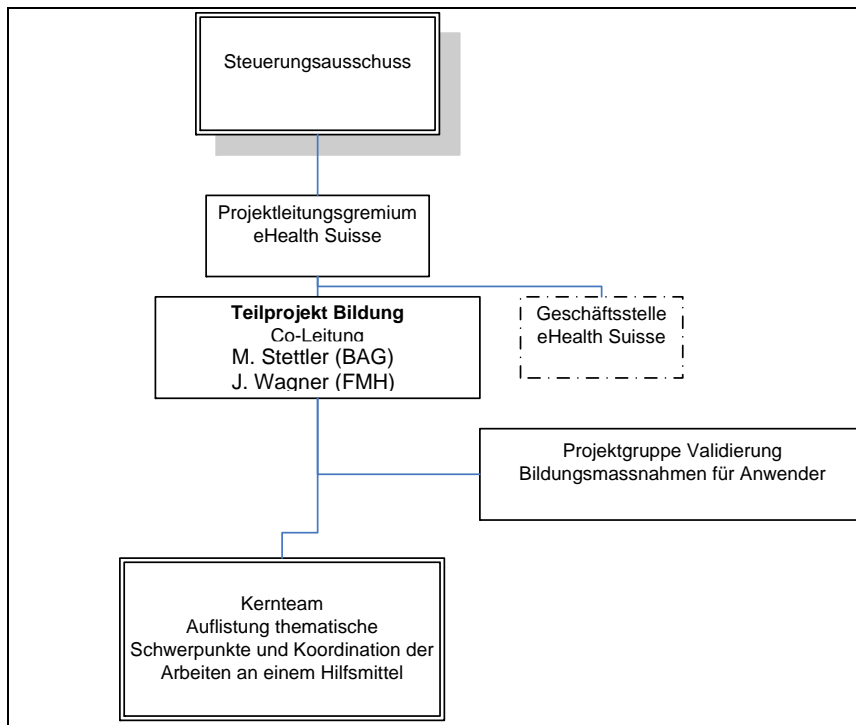 Steuerungsausschuss
Projektleitungsgremium
eHealth Suisse
Teilprojekt Bildung
Co-Leitung
M. Stettler (BAG)
J. Wagner (FMH)
Geschäftsstelle
eHealth Suisse
Projektgruppe Validierung
Bildungsmassnahmen für Anwender
Kernteam
Auflistung thematische
Schwerpunkte und Koordination der
Arbeiten an einem Hilfsmittel